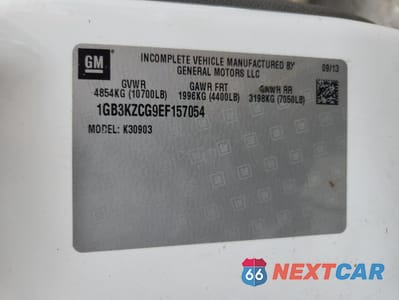 GM
INCOMPLETE VEHICLE MANUFACTURED BY
GENERAL MOTORS LLC
09/13
GVWR GAWR FRT GAWR RR
4854KG (10700LB) 1996KG (4400LB) 3198KG (7050LB)
1GB3KZCG9EF157054
MODEL: K30903
66 NEXTCAR